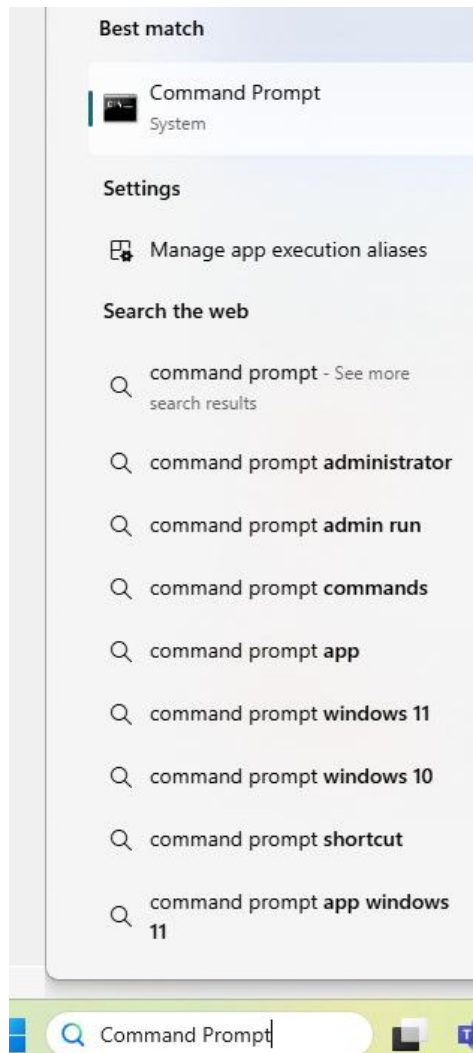 Best match
Command Prompt
System
Settings
Manage app execution aliases
Search the web
command prompt - See more
search results
command prompt administrator
command prompt admin run
command prompt commands
command prompt app
command prompt windows 11
command prompt windows 10
command prompt shortcut
command prompt app windows
11
Command Prompt